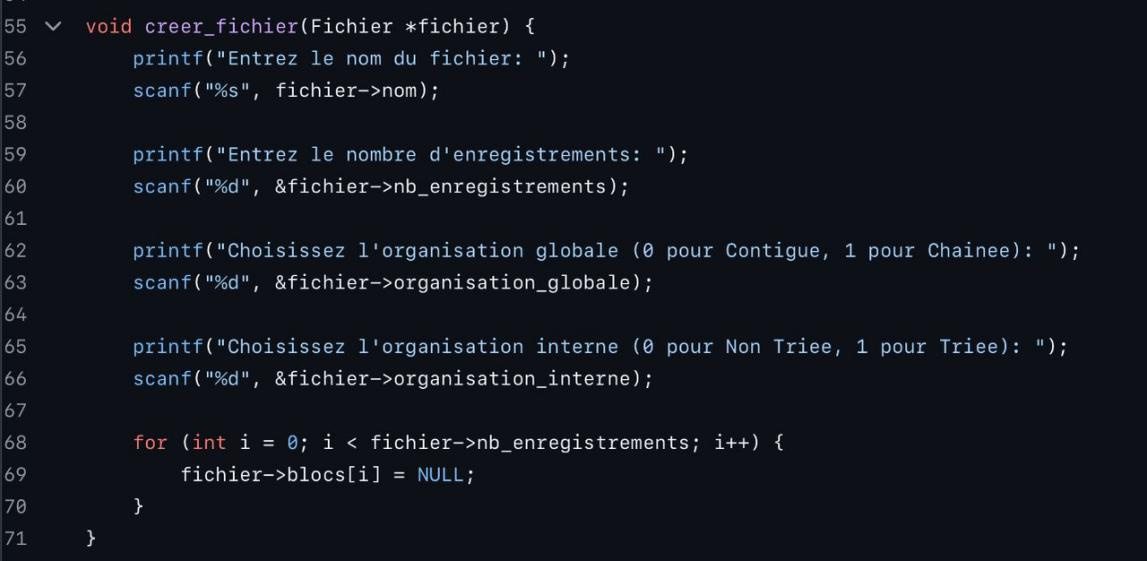 55 void creer_fichier(Fichier *fichier) {
56     printf("Entrez le nom du fichier: ");
57     scanf("%s", fichier->nom);
58
59     printf("Entrez le nombre d'enregistrements: ");
60     scanf("%d", &fichier->nb_enregistrements);
61
62     printf("Choisissez l'organisation globale (0 pour Contigue, 1 pour Chainee): ");
63     scanf("%d", &fichier->organisation_globale);
64
65     printf("Choisissez l'organisation interne (0 pour Non Triee, 1 pour Triee): ");
66     scanf("%d", &fichier->organisation_interne);
67
68     for (int i = 0; i < fichier->nb_enregistrements; i++) {
69         fichier->blocs[i] = NULL;
70     }
71 }